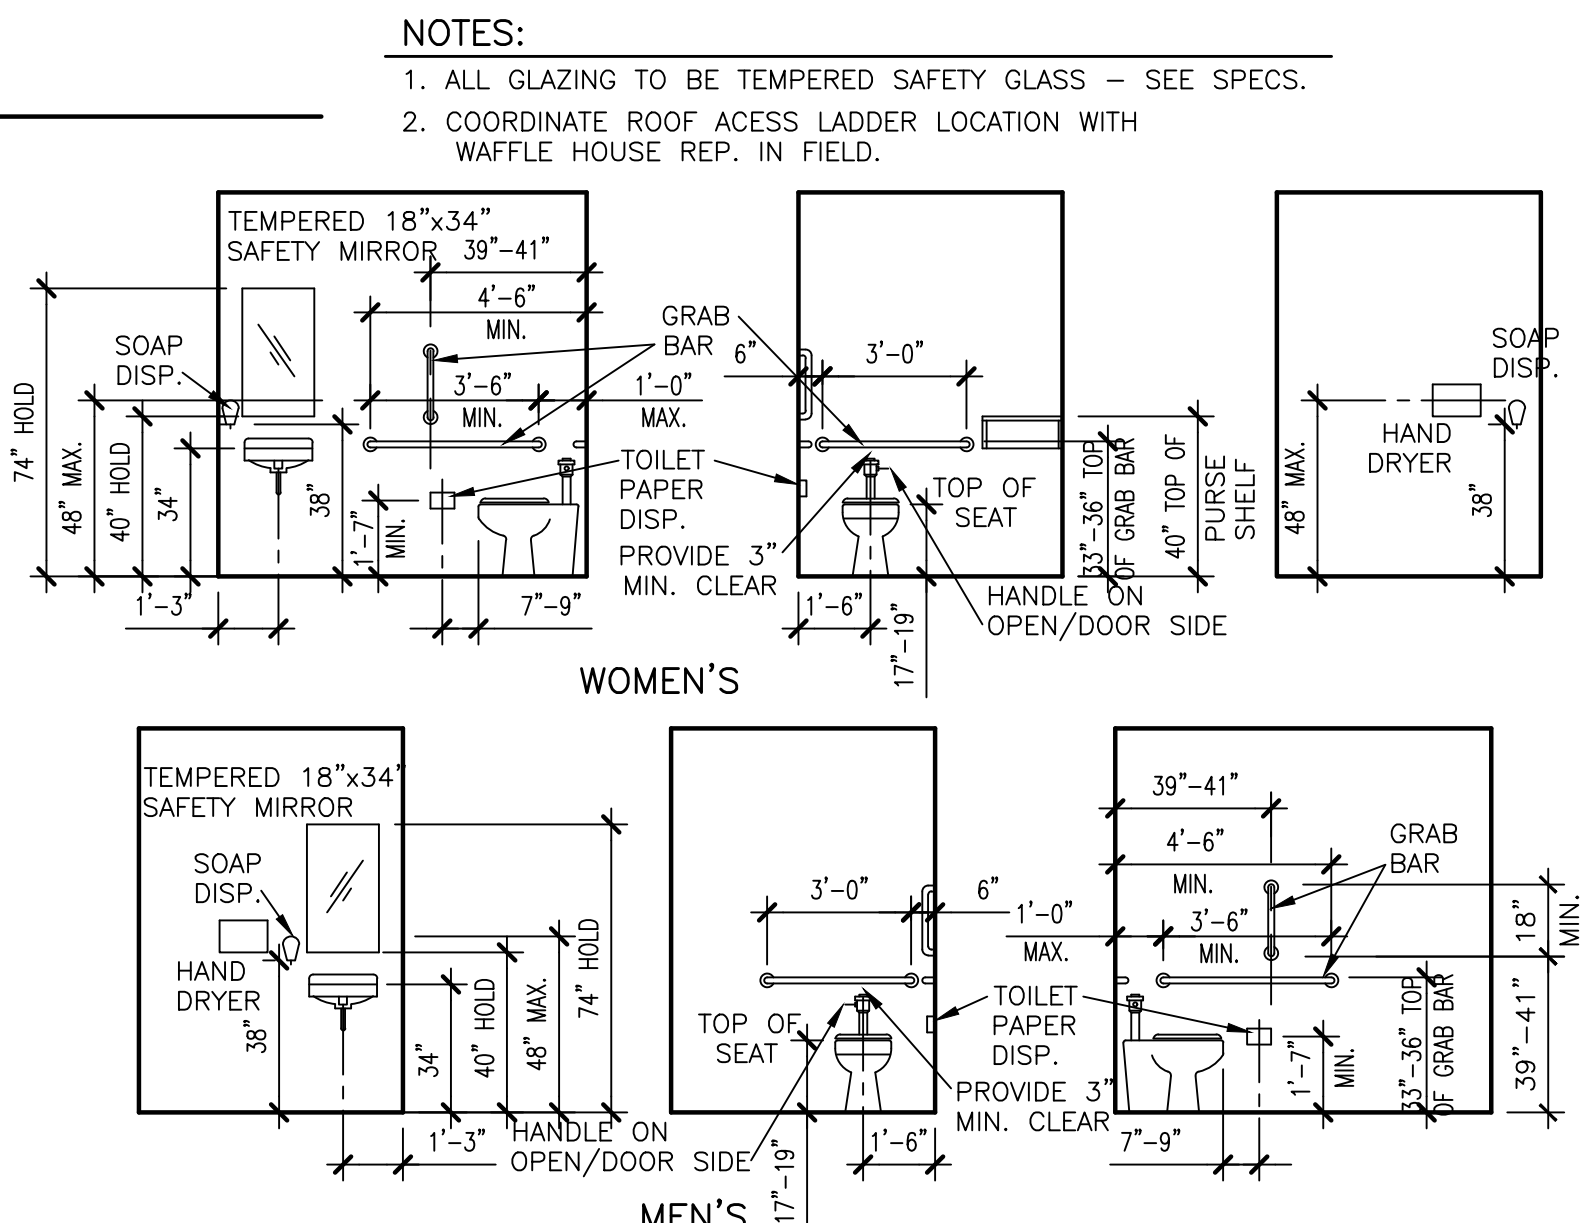 NOTES:
1. ALL GLAZING TO BE TEMPERED SAFETY GLASS – SEE SPECS.
2. COORDINATE ROOF ACESS LADDER LOCATION WITH
WAFFLE HOUSE REP. IN FIELD.
TEMPERED 18"x34"
SAFETY MIRROR
39"-41"
4'-6"
MIN.
SOAP
DISP.
74" HOLD
48" MAX.
40" HOLD
34"
38"
3'-6"
MIN.
1'-0"
MAX.
1'-7"
MIN.
1'-3"
7"-9"
GRAB
BAR
TOILET
PAPER
DISP.
PROVIDE 3"
MIN. CLEAR
6"
3'-0"
TOP OF
SEAT
1'-6"
17"-19"
HANDLE ON
OPEN/DOOR SIDE
33"-36" TOP
OF GRAB BAR
40" TOP OF
PURSE
SHELF
SOAP
DISP.
HAND
DRYER
48" MAX.
38"
WOMEN'S
TEMPERED 18"x34"
SAFETY MIRROR
SOAP
DISP.
HAND
DRYER
38"
34"
40" HOLD
48" MAX.
74" HOLD
1'-3"
HANDLE ON
OPEN/DOOR SIDE
3'-0"
6"
TOP OF
SEAT
17"-19"
1'-6"
TOILET
PAPER
DISP.
PROVIDE 3"
MIN. CLEAR
39"-41"
4'-6"
MIN.
1'-0"
MAX.
3'-6"
MIN.
GRAB
BAR
18"
MIN.
39"-41"
1'-7"
MIN.
33"-36" TOP
OF GRAB BAR
7"-9"
MEN'S